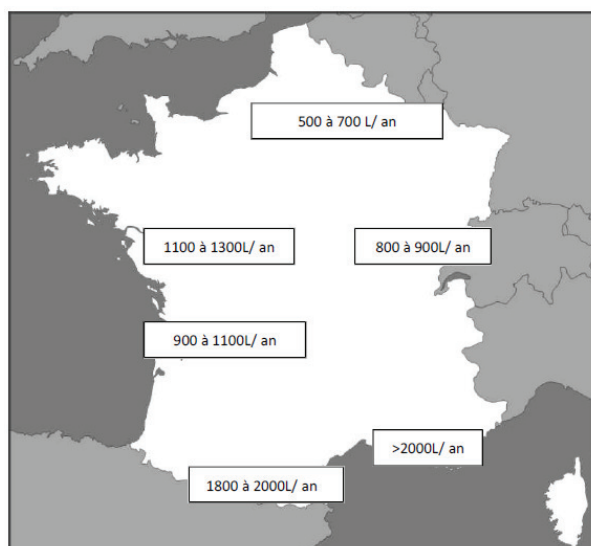 500 à 700 L/ an
1100 à 1300L/ an
800 à 900L/ an
900 à 1100L/ an
>2000L/ an
1800 à 2000L/ an